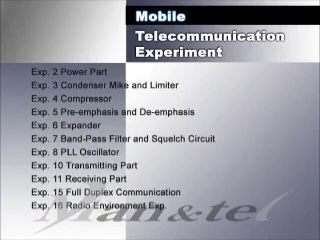 Mobile
Telecommunication
Experiment
Exp. 2 Power Part
Exp. 3 Condenser Mike and Limiter
Exp. 4 Compressor
Exp. 5 Pre-emphasis and De-emphasis
Exp. 6 Expander
Exp. 7 Band-Pass Filter and Squelch Circuit
Exp. 8 PLL Oscillator
Exp. 10 Transmitting Part
Exp. 11 Receiving Part
Exp. 15 Full Duplex Communication
Exp. 16 Radio Environment Exp.
Man&tel